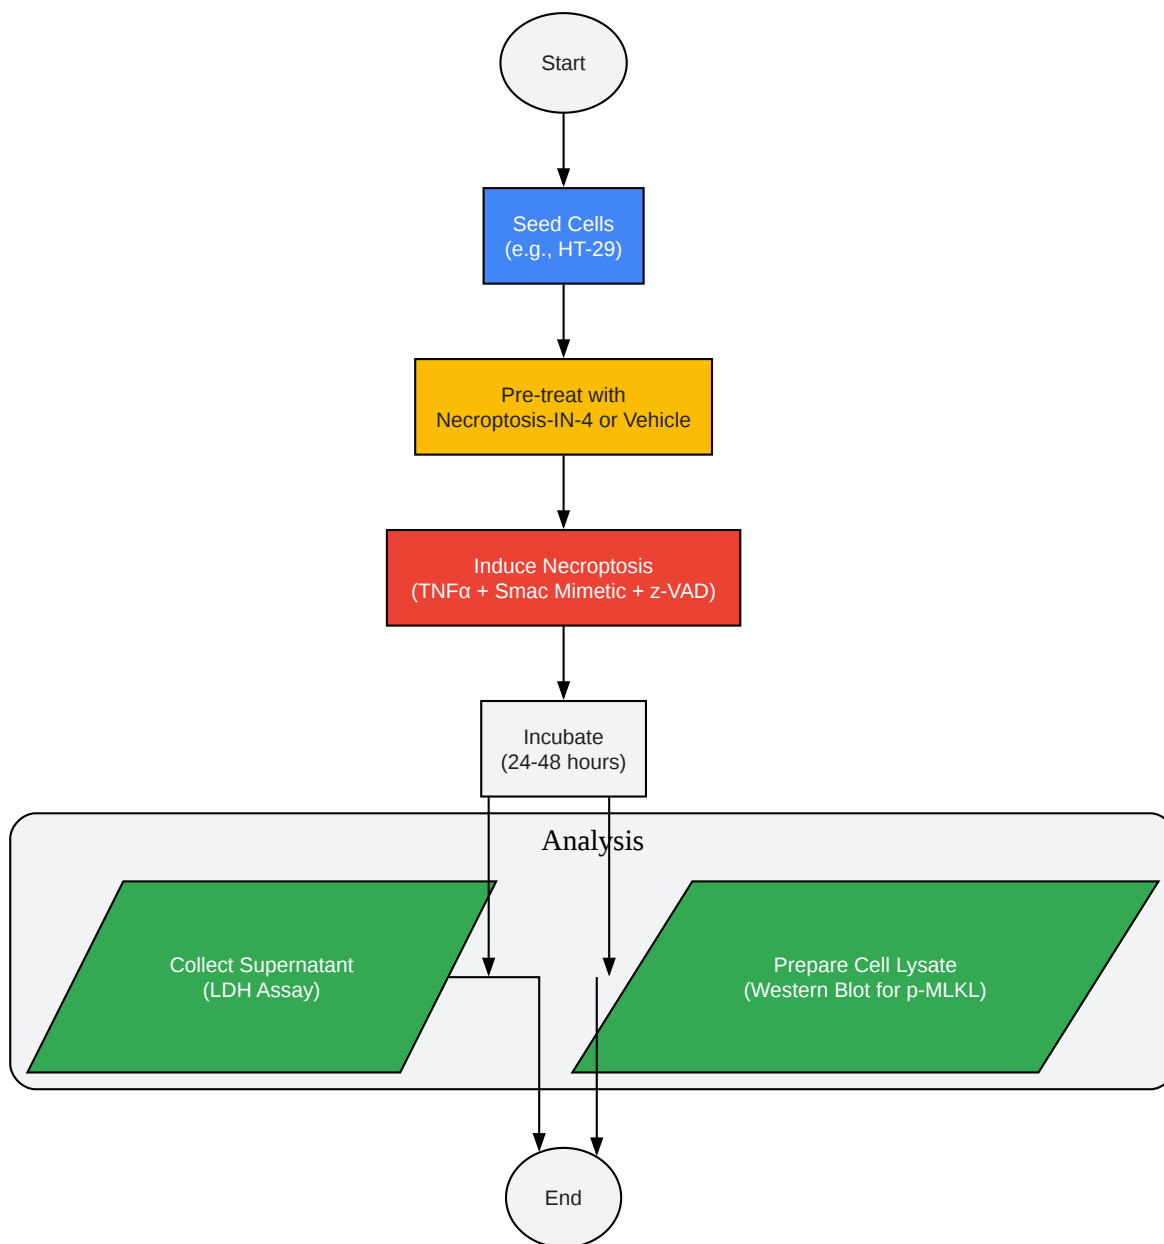 Start
Seed Cells
(e.g., HT-29)
Pre-treat with
Necroptosis-IN-4 or Vehicle
Induce Necroptosis
(TNFα + Smac Mimetic + z-VAD)
Incubate
(24-48 hours)
Analysis
Collect Supernatant
(LDH Assay)
Prepare Cell Lysate
(Western Blot for p-MLKL)
End